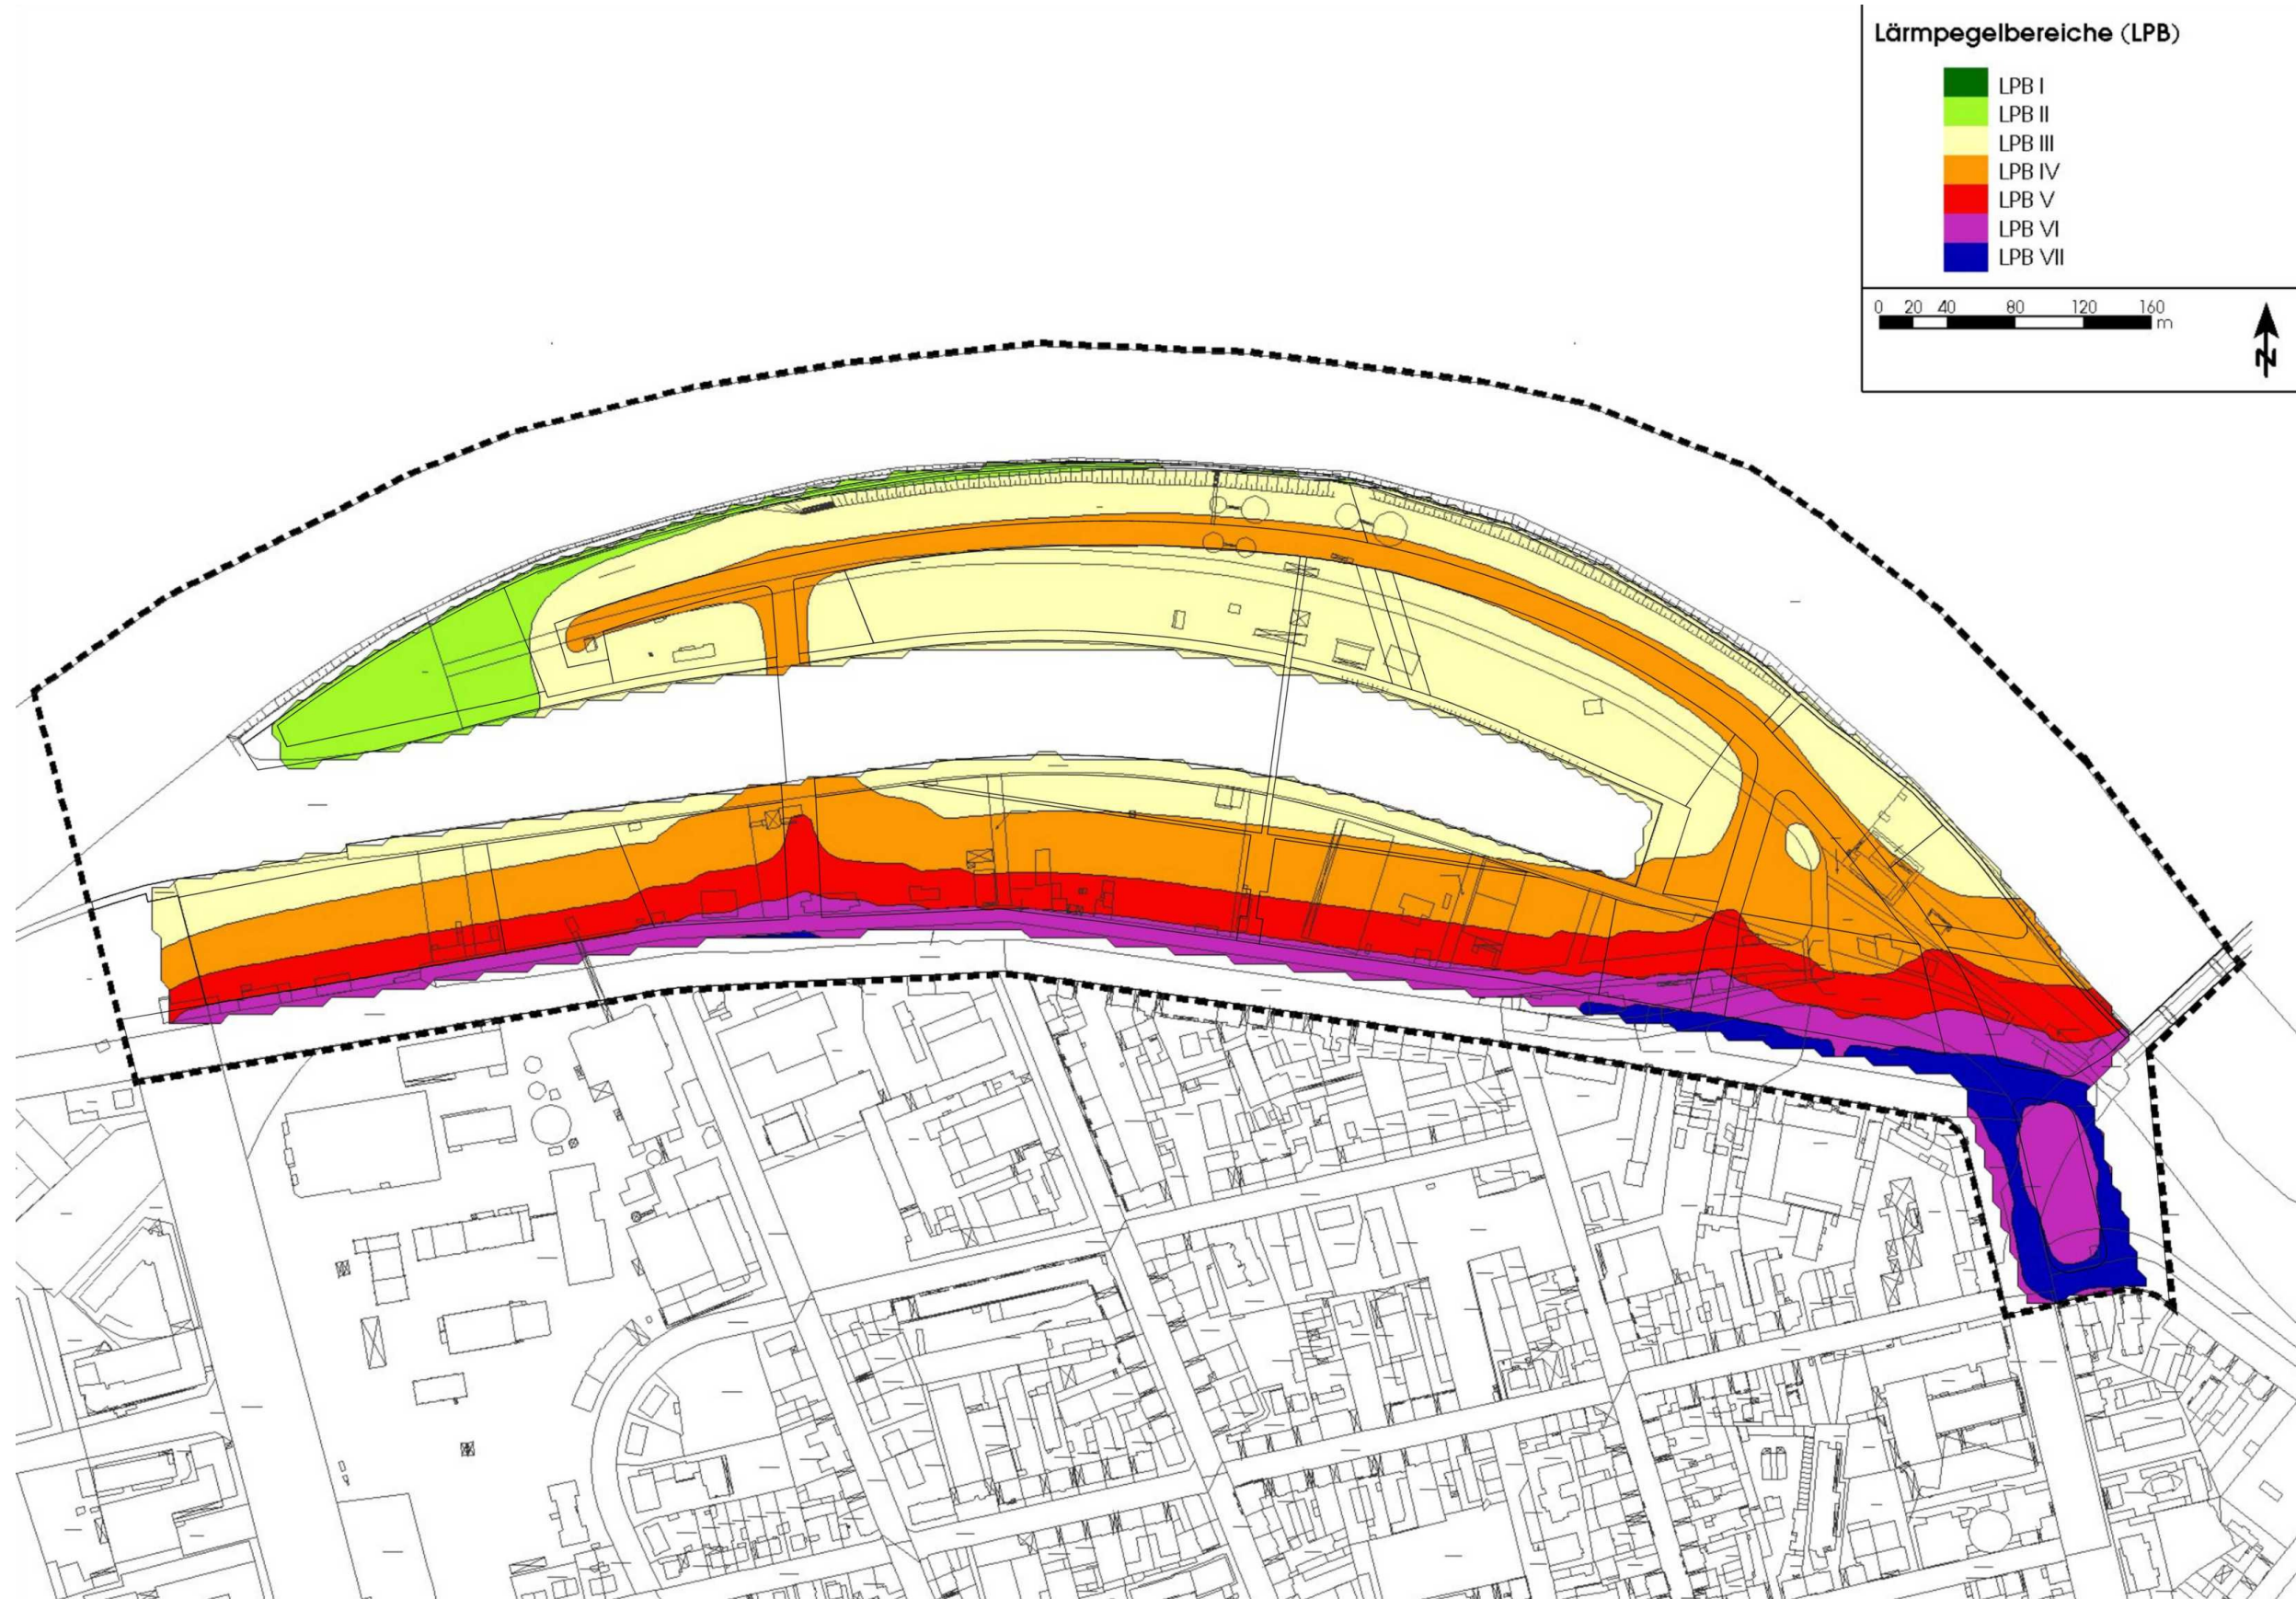 Lärmpegelbereiche (LPB)
LPB I
LPB II
LPB III
LPB IV
LPB V
LPB VI
LPB VII
0 20 40 80 120 160
m
N